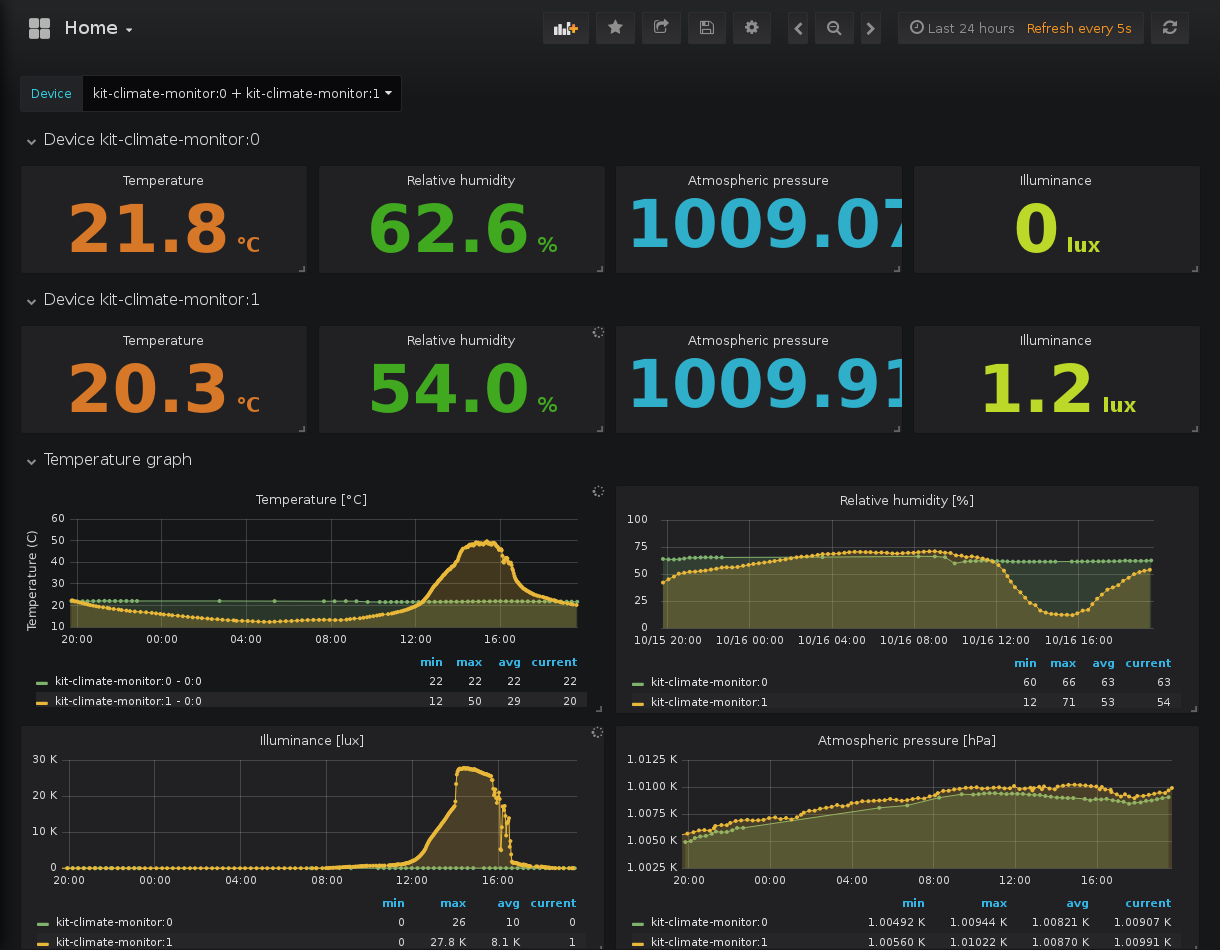 Home
Last 24 hours Refresh every 5s
Device kit-climate-monitor:0 + kit-climate-monitor:1
Device kit-climate-monitor:0
Temperature Relative humidity Atmospheric pressure Illuminance
21.8 °C 62.6 % 1009.07 0 lux
Device kit-climate-monitor:1
Temperature Relative humidity Atmospheric pressure Illuminance
20.3 °C 54.0 % 1009.91 1.2 lux
Temperature graph
Temperature [°C]
Temperature (C)
60
50
40
30
20
10
20:00 00:00 04:00 08:00 12:00 16:00
min max avg current
kit-climate-monitor:0 - 0:0 22 22 22 22
kit-climate-monitor:1 - 0:0 12 50 29 20
Relative humidity [%]
100
75
50
25
0
10/15 20:00 10/16 00:00 10/16 04:00 10/16 08:00 10/16 12:00 10/16 16:00
min max avg current
kit-climate-monitor:0 60 66 63 63
kit-climate-monitor:1 12 71 53 54
Illuminance [lux]
30 K
20 K
10 K
0
20:00 00:00 04:00 08:00 12:00 16:00
min max avg current
kit-climate-monitor:0 0 26 10 0
kit-climate-monitor:1 0 27.8 K 8.1 K 1
Atmospheric pressure [hPa]
1.0125 K
1.0100 K
1.0075 K
1.0050 K
1.0025 K
20:00 00:00 04:00 08:00 12:00 16:00
min max avg current
kit-climate-monitor:0 1.00492 K 1.00944 K 1.00821 K 1.00907 K
kit-climate-monitor:1 1.00560 K 1.01022 K 1.00870 K 1.00991 K